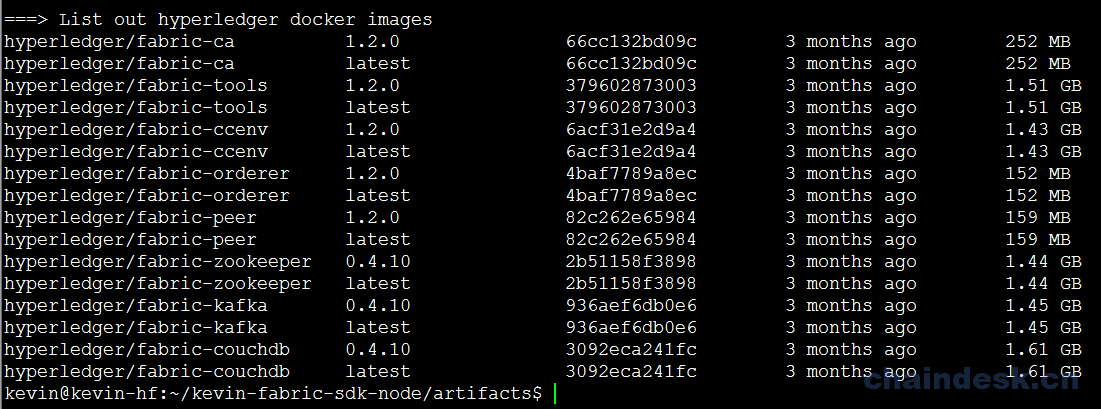 ===> List out hyperledger docker images
hyperledger/fabric-ca 1.2.0 66cc132bd09c 3 months ago 252 MB
hyperledger/fabric-ca latest 66cc132bd09c 3 months ago 252 MB
hyperledger/fabric-tools 1.2.0 379602873003 3 months ago 1.51 GB
hyperledger/fabric-tools latest 379602873003 3 months ago 1.51 GB
hyperledger/fabric-ccenv 1.2.0 6acf31e2d9a4 3 months ago 1.43 GB
hyperledger/fabric-ccenv latest 6acf31e2d9a4 3 months ago 1.43 GB
hyperledger/fabric-orderer 1.2.0 4baf7789a8ec 3 months ago 152 MB
hyperledger/fabric-orderer latest 4baf7789a8ec 3 months ago 152 MB
hyperledger/fabric-peer 1.2.0 82c262e65984 3 months ago 159 MB
hyperledger/fabric-peer latest 82c262e65984 3 months ago 159 MB
hyperledger/fabric-zookeeper 0.4.10 2b51158f3898 3 months ago 1.44 GB
hyperledger/fabric-zookeeper latest 2b51158f3898 3 months ago 1.44 GB
hyperledger/fabric-kafka 0.4.10 936aef6db0e6 3 months ago 1.45 GB
hyperledger/fabric-kafka latest 936aef6db0e6 3 months ago 1.45 GB
hyperledger/fabric-couchdb 0.4.10 3092eca241fc 3 months ago 1.61 GB
hyperledger/fabric-couchdb latest 3092eca241fc 3 months ago 1.61 GB
kevin@kevin-hf:~/kevin-fabric-sdk-node/artifacts$
chaindesk.cn